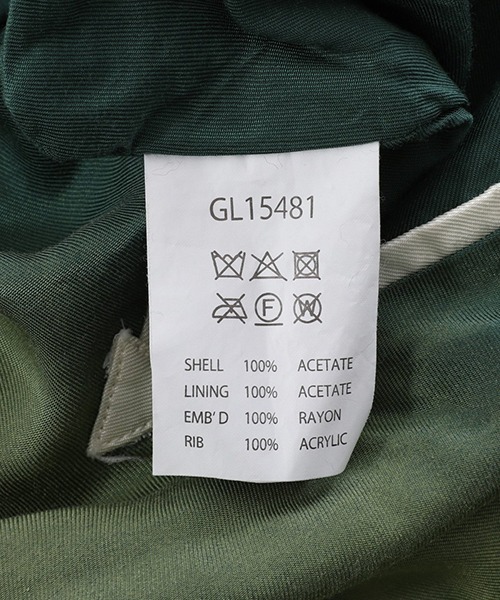 GL15481
F W
SHELL 100% ACETATE
LINING 100% ACETATE
EMB'D 100% RAYON
RIB 100% ACRYLIC